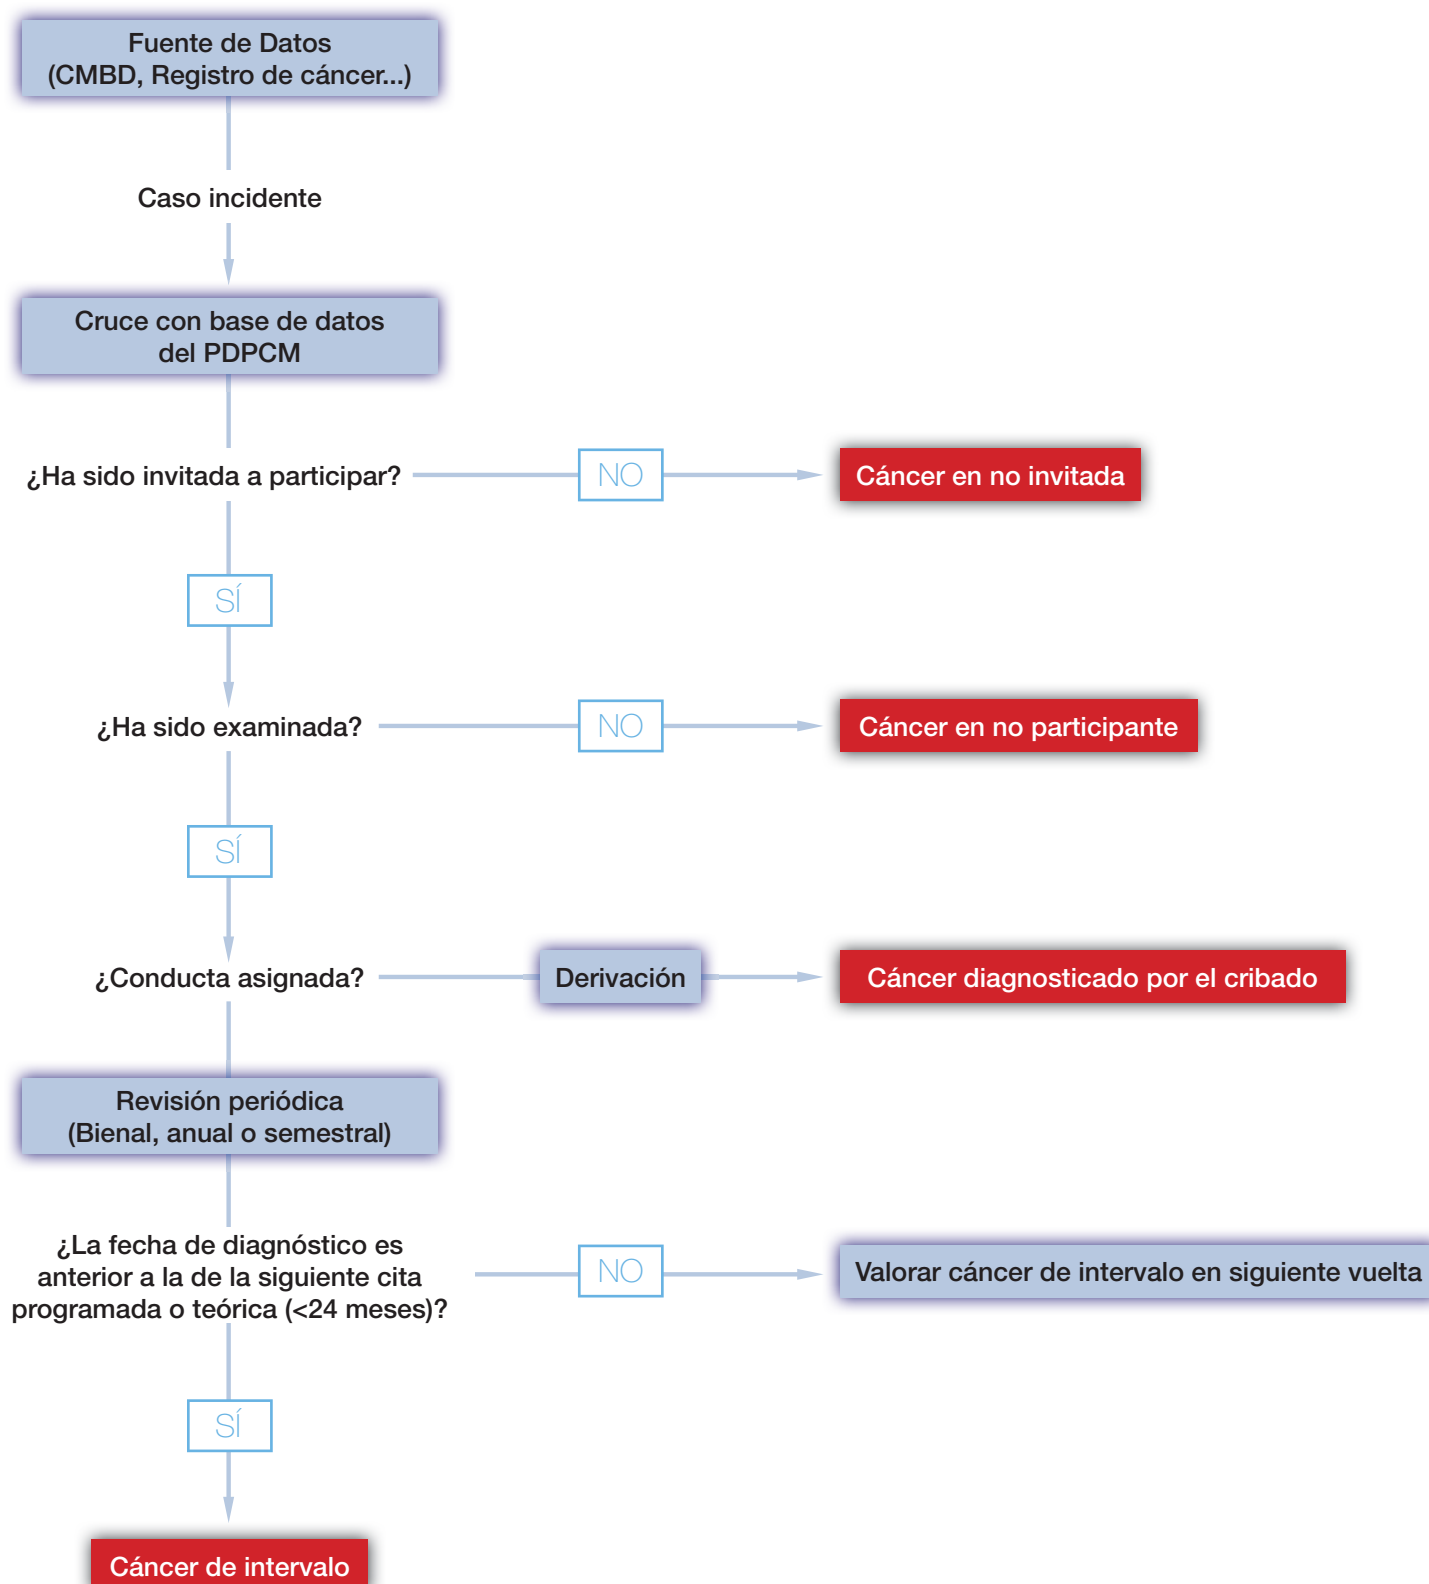 Fuente de Datos
(CMBD, Registro de cáncer...)
Caso incidente
Cruce con base de datos
del PDPCM
¿Ha sido invitada a participar?
NO
Cáncer en no invitada
SÍ
¿Ha sido examinada?
NO
Cáncer en no participante
SÍ
¿Conducta asignada?
Derivación
Cáncer diagnosticado por el cribado
Revisión periódica
(Bienal, anual o semestral)
¿La fecha de diagnóstico es
anterior a la de la siguiente cita
programada o teórica (<24 meses)?
NO
Valorar cáncer de intervalo en siguiente vuelta
SÍ
Cáncer de intervalo